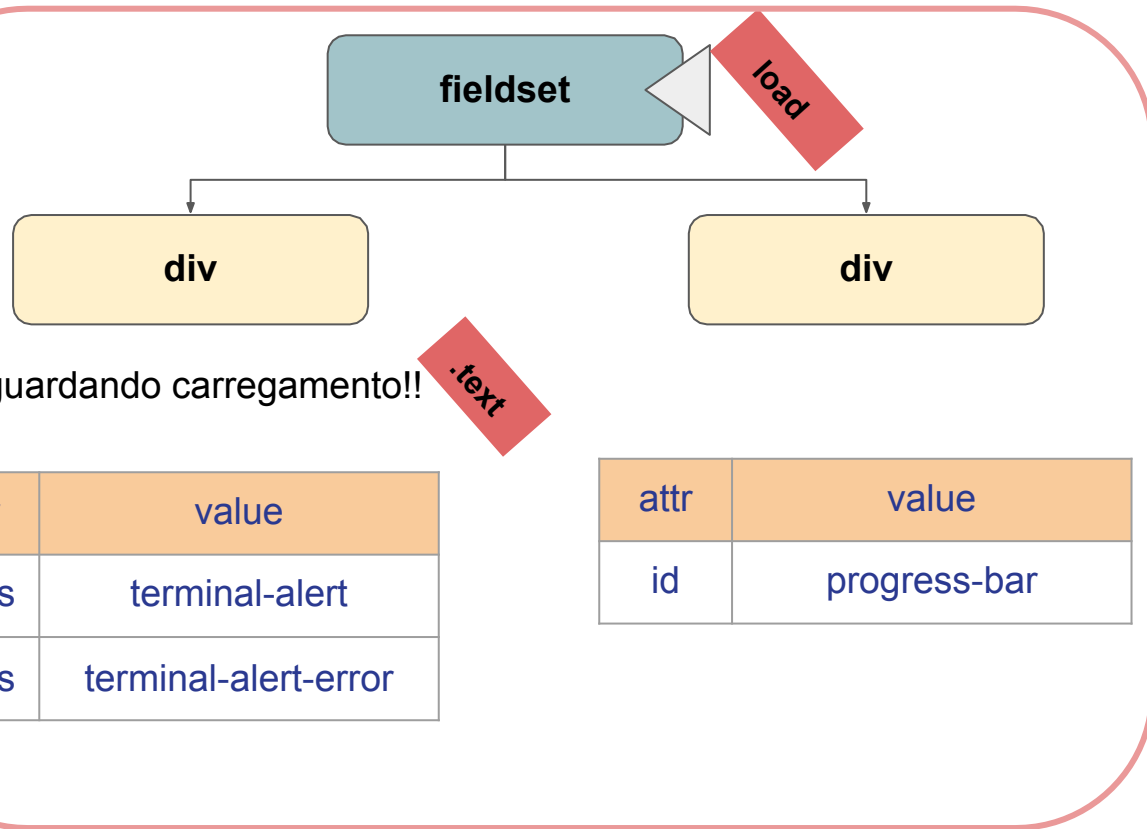 fieldset
load
div
div
guardando carregamento!!
.text
value
s terminal-alert
s terminal-alert-error
attr value
id progress-bar